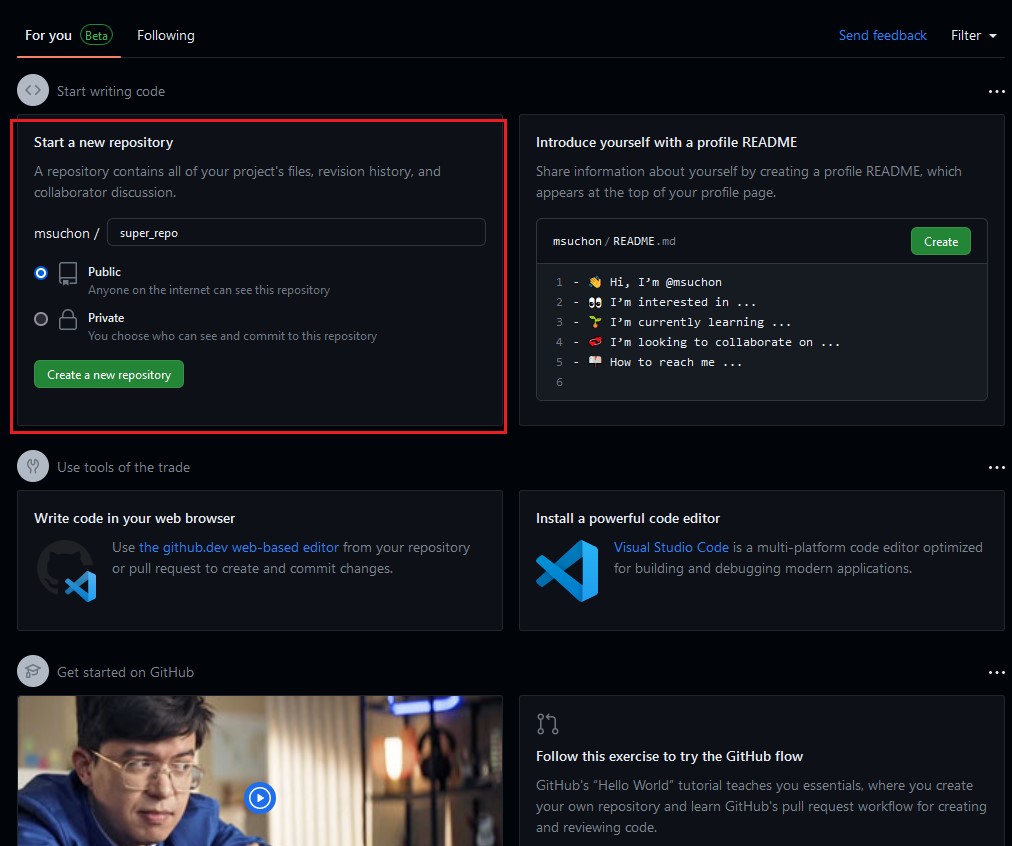 For you Beta Following Send feedback Filter
Start writing code
Start a new repository
A repository contains all of your project's files, revision history, and
collaborator discussion.
msuchon / super_repo
Public
Anyone on the internet can see this repository
Private
You choose who can see and commit to this repository
Create a new repository
Introduce yourself with a profile README
Share information about yourself by creating a profile README, which
appears at the top of your profile page.
msuchon / README.md Create
1 - 👋 Hi, I’m @msuchon
2 - 👀 I’m interested in ...
3 - 🌱 I’m currently learning ...
4 - 💞️ I’m looking to collaborate on ...
5 - 📫 How to reach me ...
6
Use tools of the trade
Write code in your web browser
Use the github.dev web-based editor from your repository
or pull request to create and commit changes.
Install a powerful code editor
Visual Studio Code is a multi-platform code editor optimized
for building and debugging modern applications.
Get started on GitHub
Follow this exercise to try the GitHub flow
GitHub's “Hello World” tutorial teaches you essentials, where you create
your own repository and learn GitHub's pull request workflow for creating
and reviewing code.